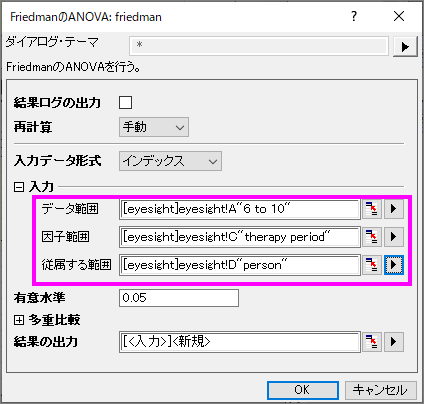 FriedmanのANOVA: friedman
ダイアログ・テーマ *
FriedmanのANOVAを行う。
結果ログの出力
再計算 手動
入力データ形式 インデックス
入力
データ範囲 [eyesight]eyesight!A"6 to 10"
因子範囲 [eyesight]eyesight!C"therapy period"
従属する範囲 [eyesight]eyesight!D"person"
有意水準 0.05
多重比較
結果の出力 [<入力>]<新規>
OK キャンセル